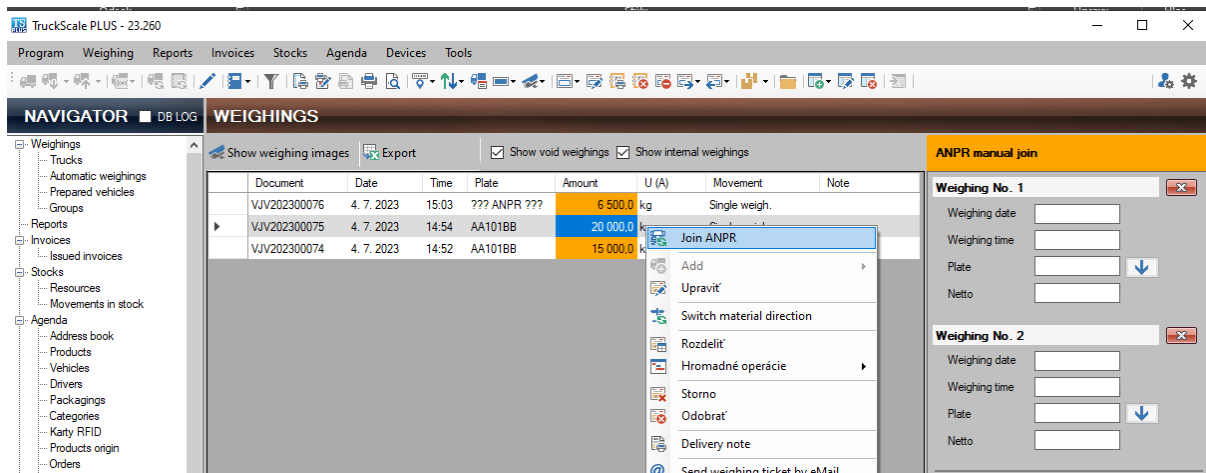 TruckScale PLUS - 23.260
Program Weighing Reports Invoices Stocks Agenda Devices Tools
NAVIGATOR DB LOG WEIGHINGS
Weighings
Trucks
Automatic weighings
Prepared vehicles
Groups
Reports
Invoices
Issued invoices
Stocks
Resources
Movements in stock
Agenda
Address book
Products
Vehicles
Drivers
Packagings
Categories
Karty RFID
Products origin
Orders
Show weighing images Export Show void weighings Show internal weighings
Document Date Time Plate Amount U (A) Movement Note
VJV202300076 4. 7. 2023 15:03 ??? ANPR ??? 6 500,0 kg Single weigh.
VJV202300075 4. 7. 2023 14:54 AA101BB 20 000,0
VJV202300074 4. 7. 2023 14:52 AA101BB 15 000,0
Join ANPR
Add
Upraviť
Switch material direction
Rozdeliť
Hromadné operácie
Storno
Odobrať
Delivery note
Send weighing ticket by eMail
ANPR manual join
Weighing No. 1
Weighing date
Weighing time
Plate
Netto
Weighing No. 2
Weighing date
Weighing time
Plate
Netto